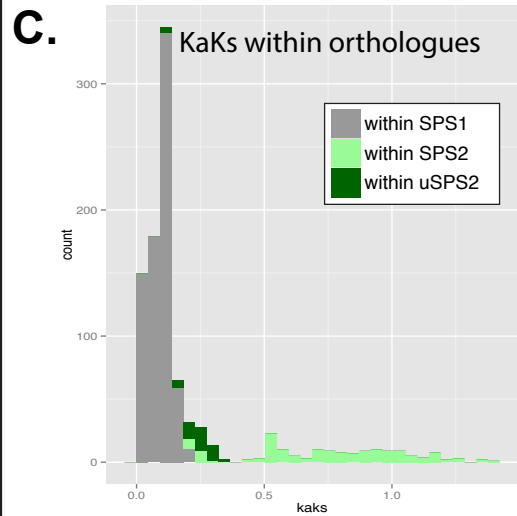 C.
KaKs within orthologues
within SPS1
within SPS2
within uSPS2
300
200
100
0
count
0.0 0.5 1.0
kaks